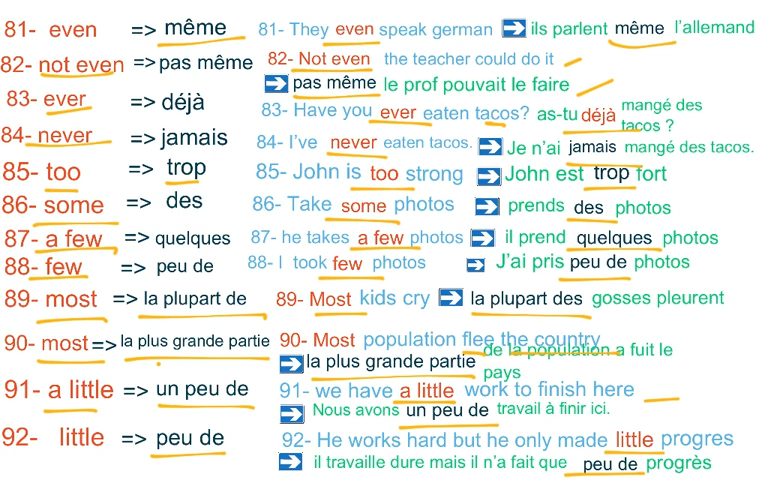 81- even => même 81- They even speak german ➡ ils parlent même l'allemand
82- not even => pas même 82- Not even the teacher could do it
➡ pas même le prof pouvait le faire
83- ever => déjà 83- Have you ever eaten tacos? as-tu déjà mangé des tacos ?
84- never => jamais 84- I've never eaten tacos. ➡ Je n'ai jamais mangé des tacos.
85- too => trop 85- John is too strong ➡ John est trop fort
86- some => des 86- Take some photos ➡ prends des photos
87- a few => quelques 87- he takes a few photos ➡ il prend quelques photos
88- few => peu de 88- I took few photos ➡ J'ai pris peu de photos
89- most => la plupart de 89- Most kids cry ➡ la plupart des gosses pleurent
90- most => la plus grande partie 90- Most population flee the country
➡ la plus grande partie de la population a fuit le pays
91- a little => un peu de 91- we have a little work to finish here
➡ Nous avons un peu de travail à finir ici.
92- little => peu de 92- He works hard but he only made little progres
➡ il travaille dure mais il n'a fait que peu de progrès